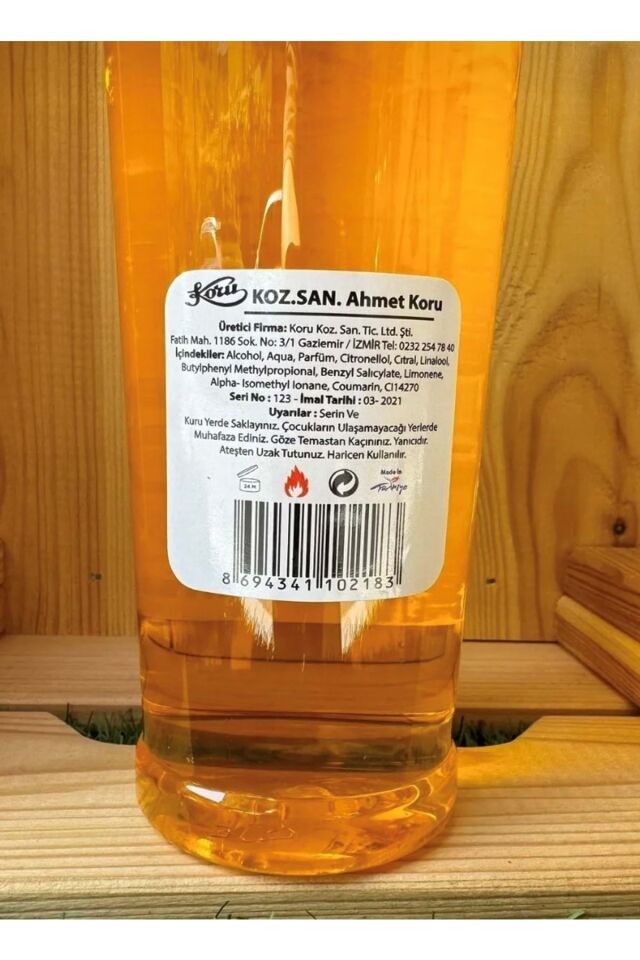 Koru KOZ.SAN. Ahmet Koru
Üretici Firma: Koru Koz. San. Tic. Ltd. Şti.
Fatih Mah. 1186 Sok. No: 3/1 Gaziemir / İZMİR Tel: 0232 254 78 40
İçindekiler: Alcohol, Aqua, Parfüm, Citronellol, Cıtral, Linalool,
Butylphenyl Methylpropional, Benzyl Salıcylate, Limonene,
Alpha- Isomethyl Ionane, Coumarin, CI14270
Seri No : 123 - İmal Tarihi : 03- 2021
Uyarılar : Serin Ve
Kuru Yerde Saklayınız. Çocukların Ulaşamayacağı Yerlerde
Muhafaza Ediniz. Göze Temastan Kaçınınız. Yanıcıdır.
Ateşten Uzak Tutunuz. Haricen Kullanılır.
24 M
Made in
Türkiye
8 694341 102183